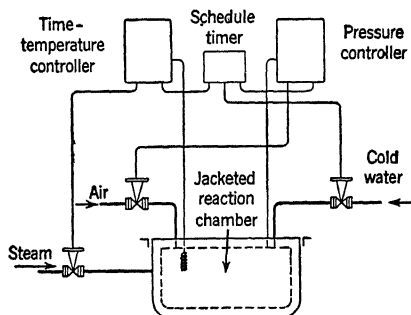 Time-
temperature
controller
Schedule
timer
Pressure
controller
Air
Jacketed
reaction
chamber
Cold
water
Steam